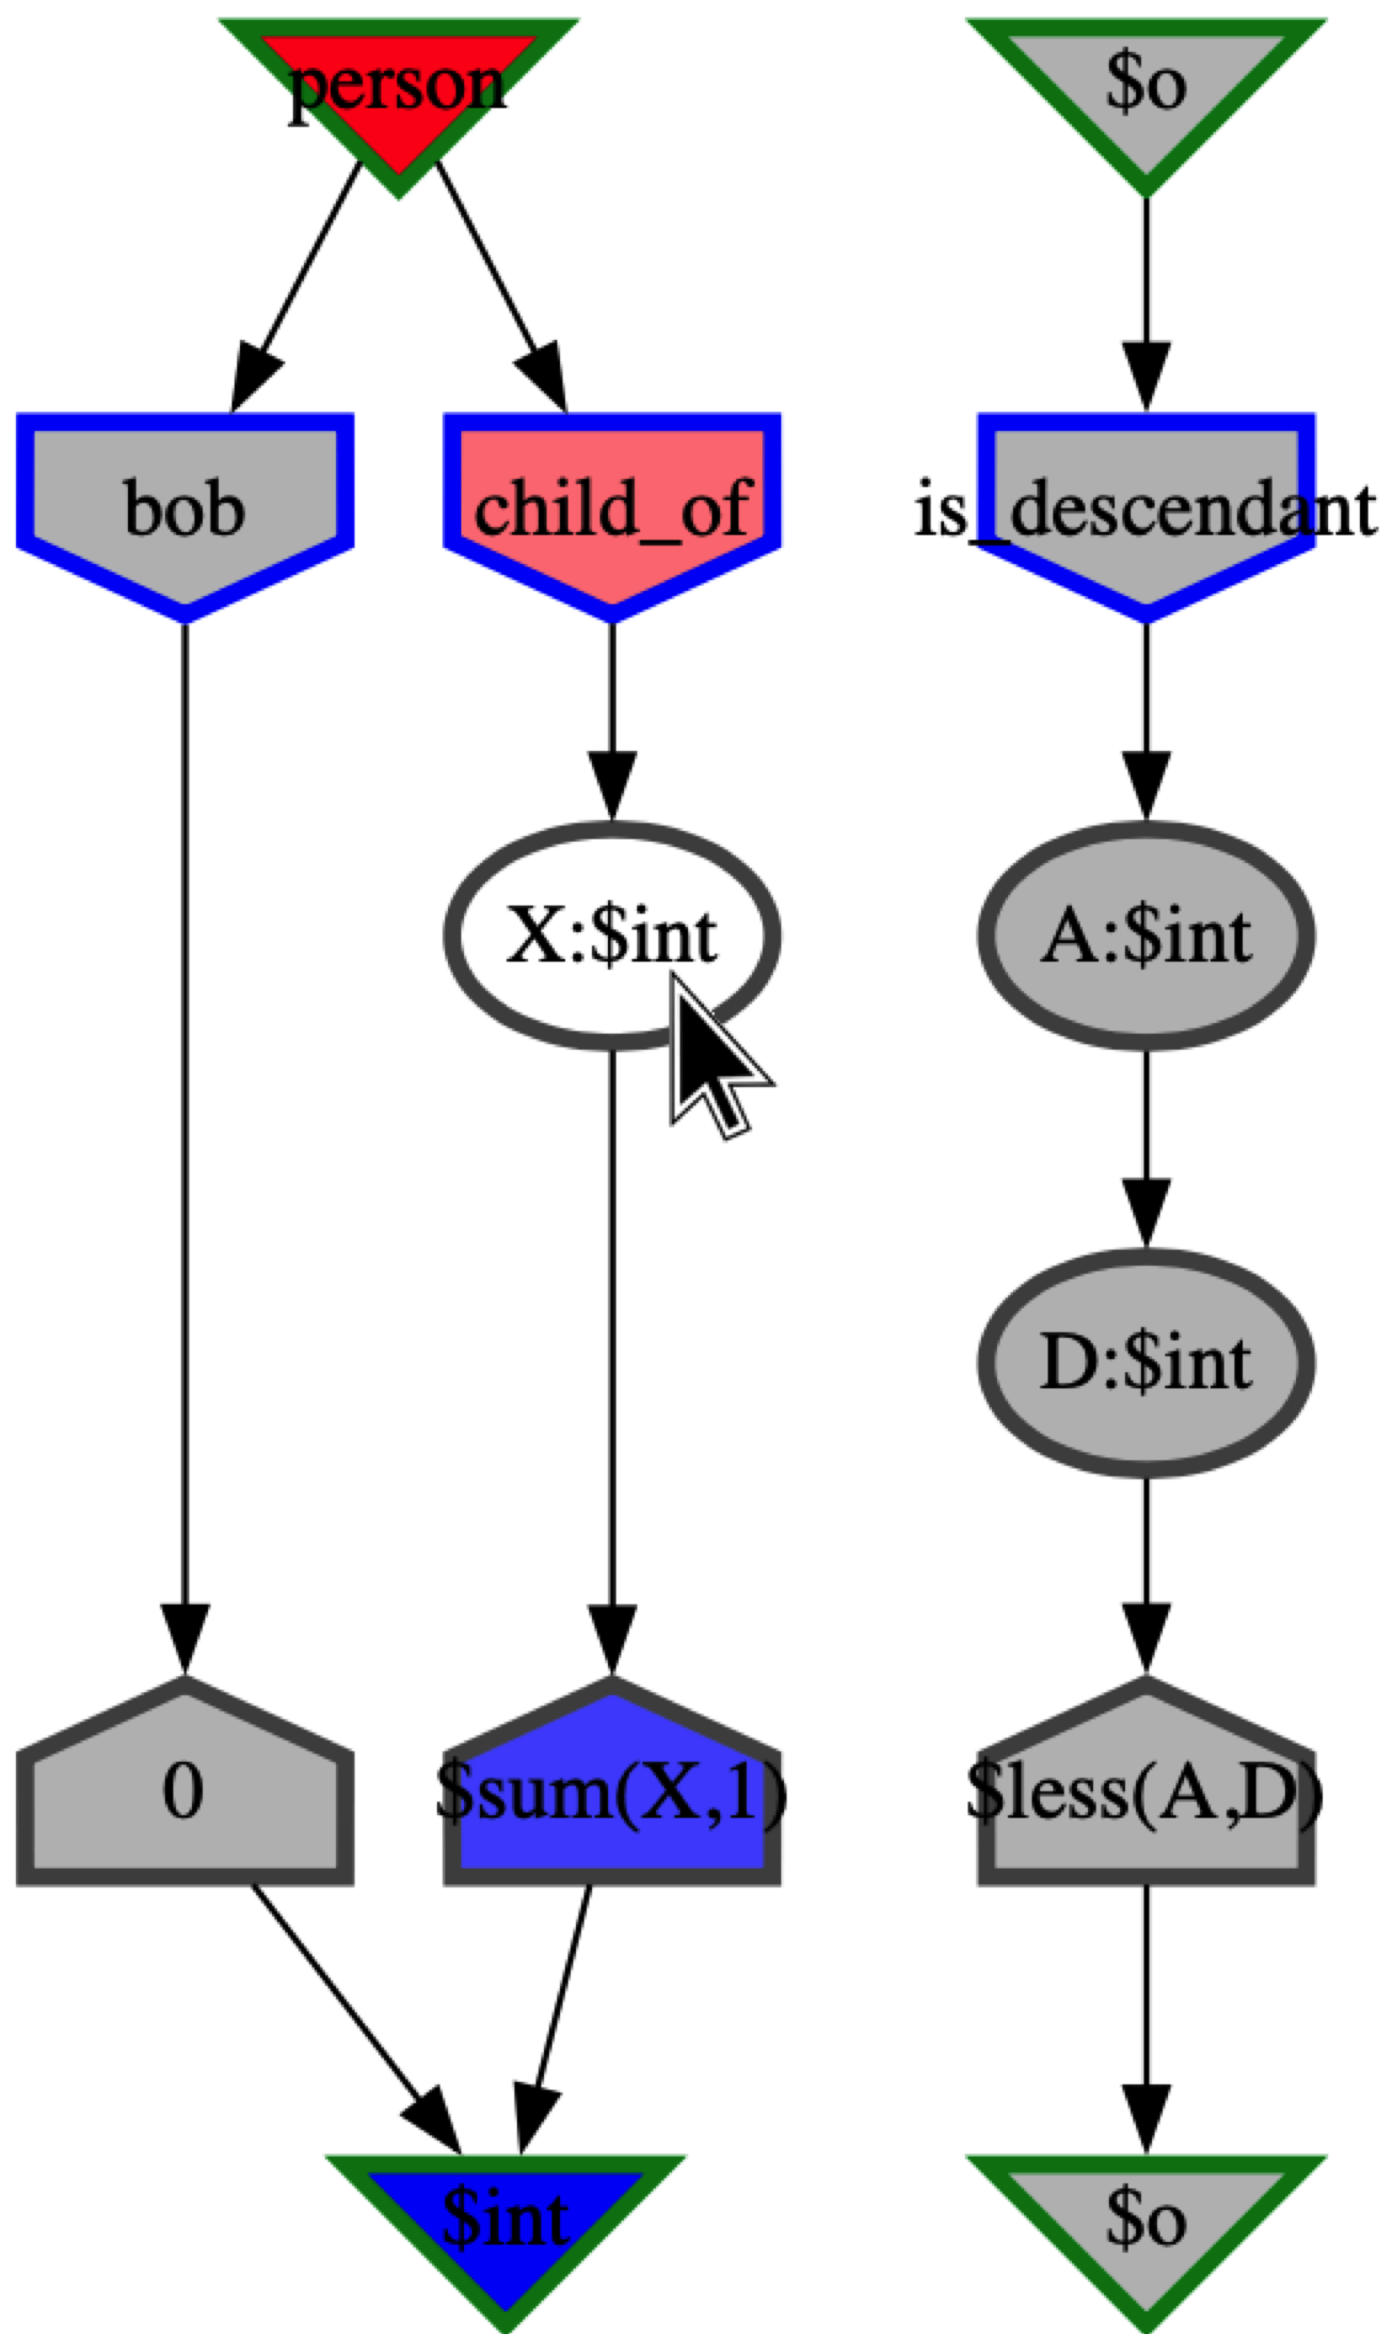 person $o
bob child_of is_descendant
X:$int A:$int
D:$int
0 $sum(X,1) $less(A,D)
$int $o